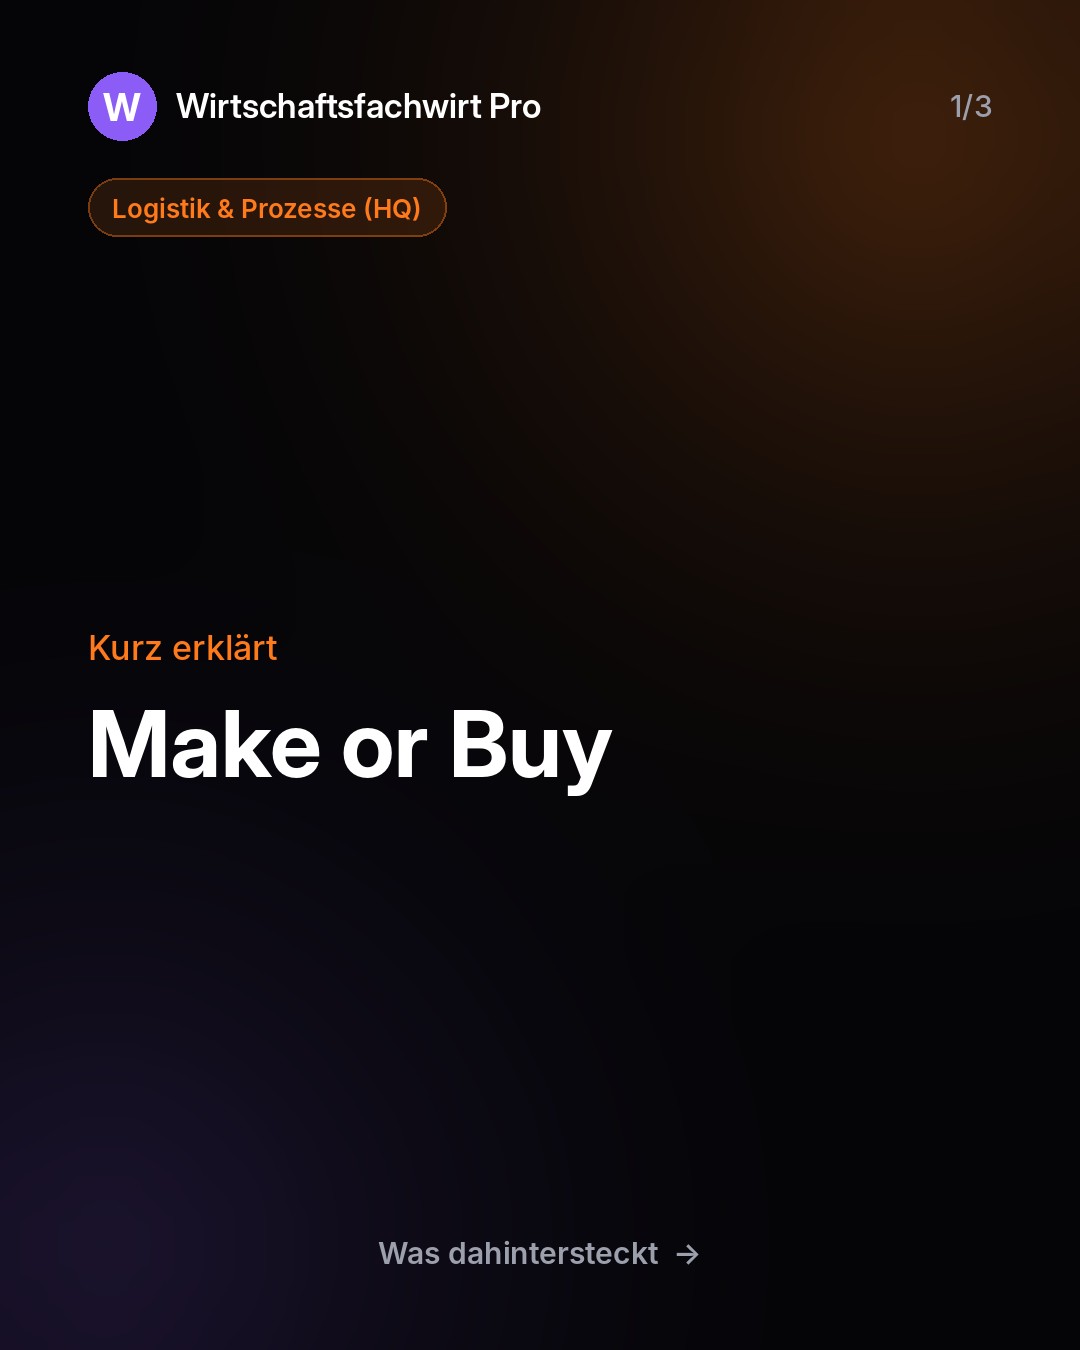 W Wirtschaftsfachwirt Pro 1/3
Logistik & Prozesse (HQ)
Kurz erklärt
Make or Buy
Was dahintersteckt →